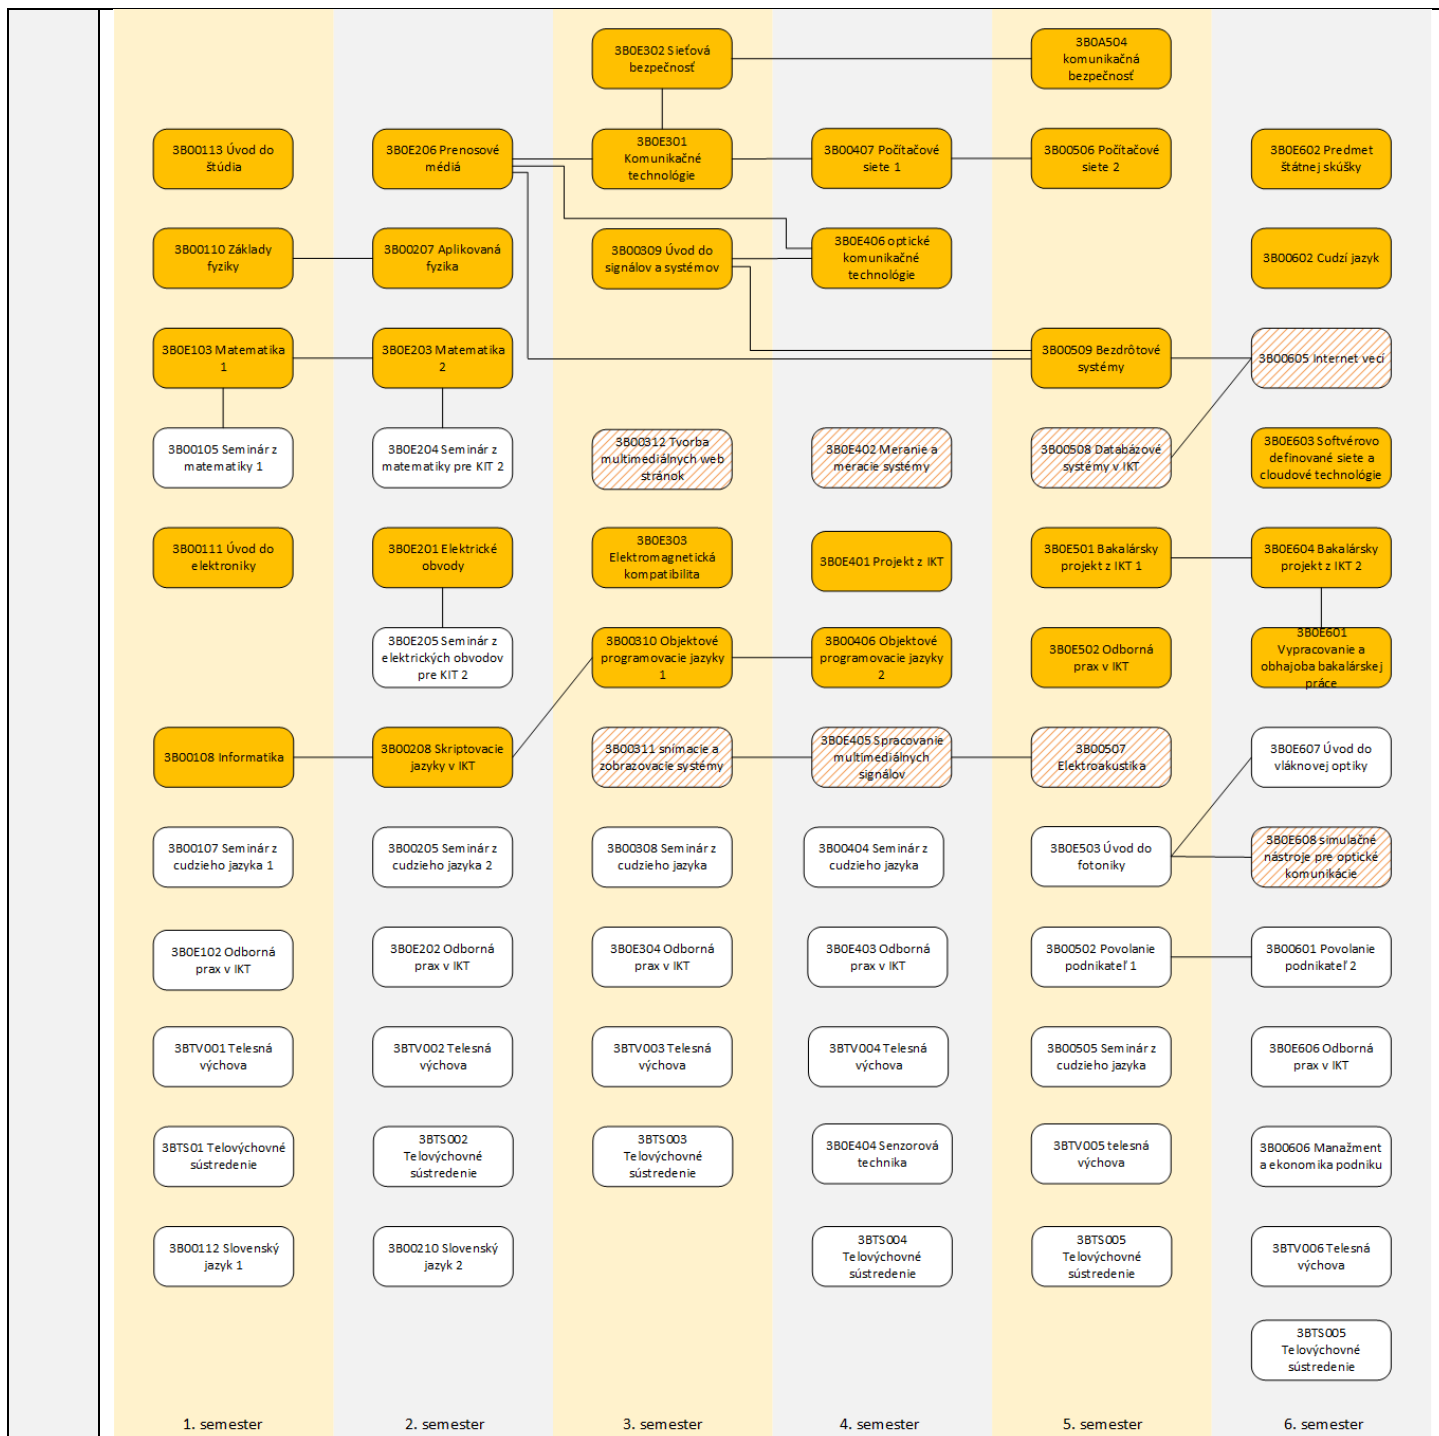 3B0E302 Sieťová
bezpečnosť
3B0A504
komunikačná
bezpečnosť
3B00113 Úvod do
štúdia
3B0E206 Prenosové
médiá
3B0E301
Komunikačné
technológie
3B00407 Počítačové
siete 1
3B00506 Počítačové
siete 2
3B0E602 Predmet
štátnej skúšky
3B00110 Základy
fyziky
3B00207 Aplikovaná
fyzika
3B00309 Úvod do
signálov a systémov
3B0E406 optické
komunikačné
technológie
3B00602 Cudzí jazyk
3B0E103 Matematika
1
3B0E203 Matematika
2
3B00509 Bezdrôtové
systémy
3B00605 Internet vecí
3B00105 Seminár z
matematiky 1
3B0E204 Seminár z
matematiky pre KIT 2
3B00312 Tvorba
multimediálnych web
stránok
3B0E402 Meranie a
meracie systémy
3B00508 Databázové
systémy v IKT
3B0E603 Softvérovo
definované siete a
cloudové technológie
3B00111 Úvod do
elektroniky
3B0E201 Elektrické
obvody
3B0E303
Elektromagnetická
kompatibilita
3B0E401 Projekt z IKT
3B0E501 Bakalársky
projekt z IKT 1
3B0E604 Bakalársky
projekt z IKT 2
3B0E205 Seminár z
elektrických obvodov
pre KIT 2
3B00310 Objektové
programovacie jazyky
1
3B00406 Objektové
programovacie jazyky
2
3B0E502 Odborná
prax v IKT
3B0E601
Vypracovanie a
obhajoba bakalárskej
práce
3B00108 Informatika
3B00208 Skriptovacie
jazyky v IKT
3B00311 snímacie a
zobrazovacie systémy
3B0E405 Spracovanie
multimediálnych
signálov
3B00507
Elektroakustika
3B0E607 Úvod do
vláknovej optiky
3B00107 Seminár z
cudzieho jazyka 1
3B00205 Seminár z
cudzieho jazyka 2
3B00308 Seminár z
cudzieho jazyka
3B00404 Seminár z
cudzieho jazyka
3B0E503 Úvod do
fotoniky
3B0E608 simulačné
nástroje pre optické
komunikácie
3B0E102 Odborná
prax v IKT
3B0E202 Odborná
prax v IKT
3B0E304 Odborná
prax v IKT
3B0E403 Odborná
prax v IKT
3B00502 Povolanie
podnikateľ 1
3B00601 Povolanie
podnikateľ 2
3BTV001 Telesná
výchova
3BTV002 Telesná
výchova
3BTV003 Telesná
výchova
3BTV004 Telesná
výchova
3B00505 Seminár z
cudzieho jazyka
3B0E606 Odborná
prax v IKT
3BTS01 Telovýchovné
sústredenie
3BTS002
Telovýchovné
sústredenie
3BTS003
Telovýchovné
sústredenie
3B0E404 Senzorová
technika
3BTV005 telesná
výchova
3B00606 Manažment
a ekonomika podniku
3B00112 Slovenský
jazyk 1
3B00210 Slovenský
jazyk 2
3BTS004
Telovýchovné
sústredenie
3BTS005
Telovýchovné
sústredenie
3BTV006 Telesná
výchova
3BTS005
Telovýchovné
sústredenie
1. semester
2. semester
3. semester
4. semester
5. semester
6. semester